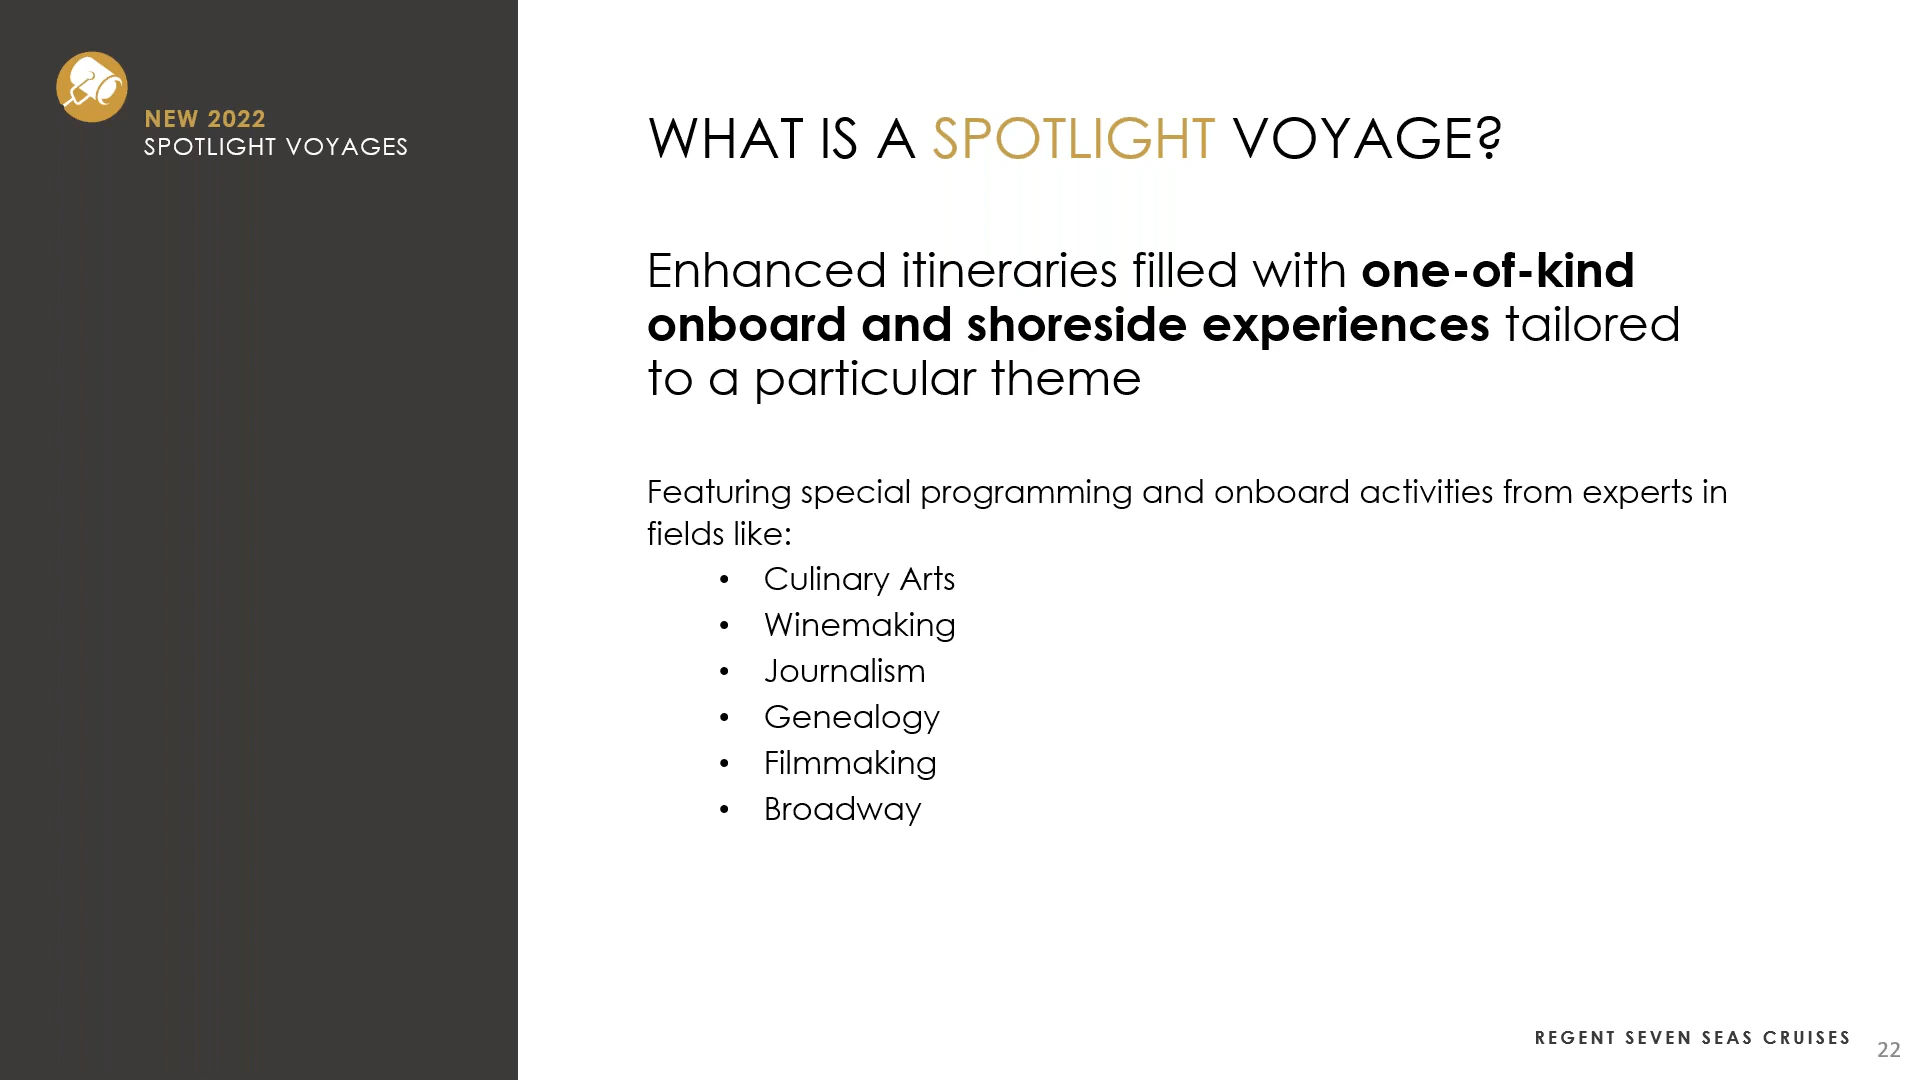 NEW 2022
SPOTLIGHT VOYAGES
WHAT IS A SPOTLIGHT VOYAGE?
Enhanced itineraries filled with one-of-kind
onboard and shoreside experiences tailored
to a particular theme
Featuring special programming and onboard activities from experts in
fields like:
• Culinary Arts
• Winemaking
• Journalism
• Genealogy
• Filmmaking
• Broadway
REGENT SEVEN SEAS CRUISES
22